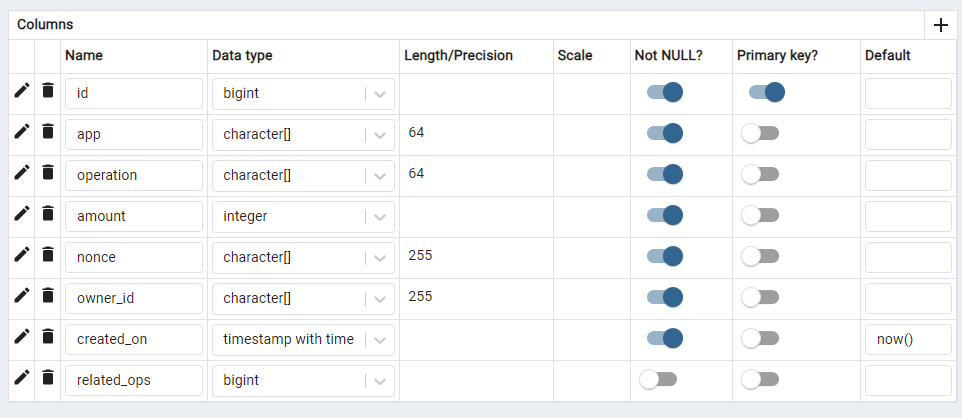 Columns
Name Data type Length/Precision Scale Not NULL? Primary key? Default
id bigint
app character[] 64
operation character[] 64
amount integer
nonce character[] 255
owner_id character[] 255
created_on timestamp with time now()
related_ops bigint